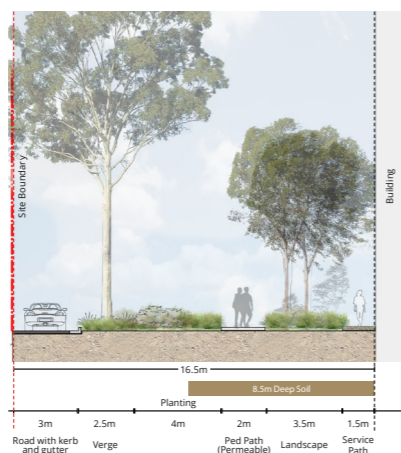 Site Boundary
Building
16.5m
8.5m Deep Soil
Planting
3m
2.5m
4m
2m
3.5m
1.5m
Road with kerb
and gutter
Verge
Ped Path
(Permeable)
Landscape
Service
Path